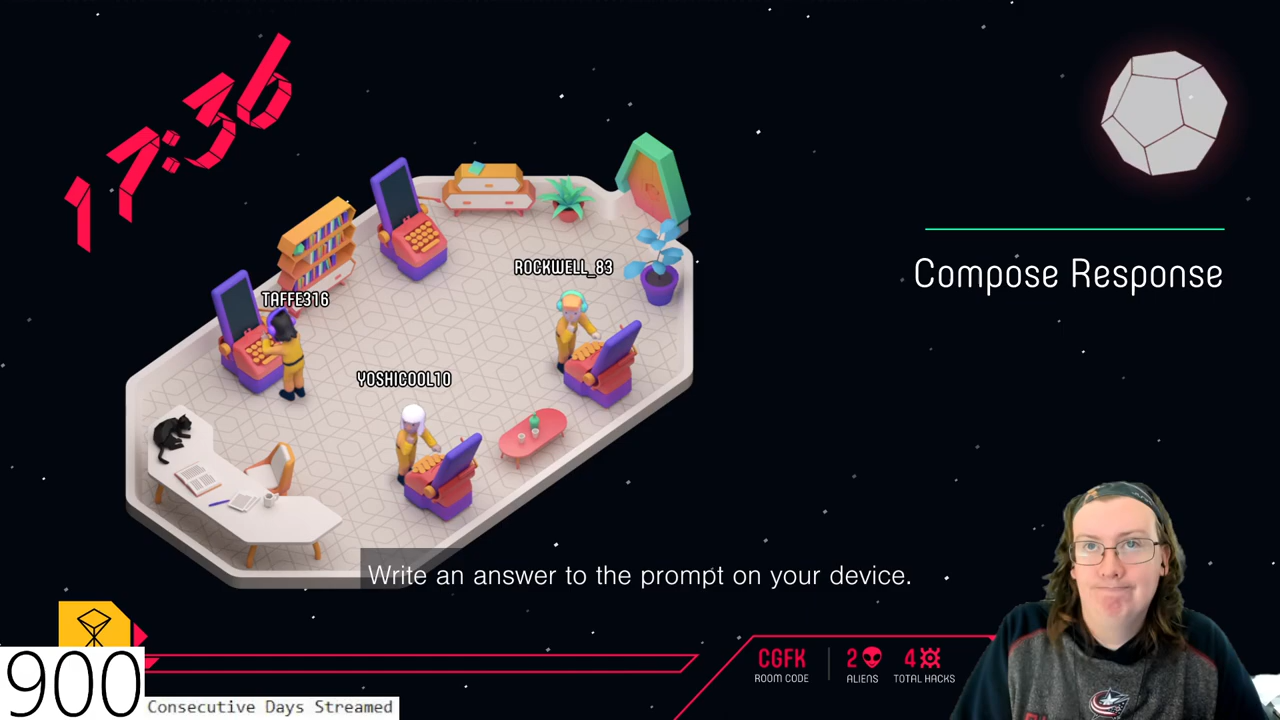 17:36
Compose Response
ROCKWELL_83
TAFFE316
YOSHICOOL10
Write an answer to the prompt on your device.
CGFK
ROOM CODE
2
ALIENS
4
TOTAL HACKS
900
Consecutive Days Streamed